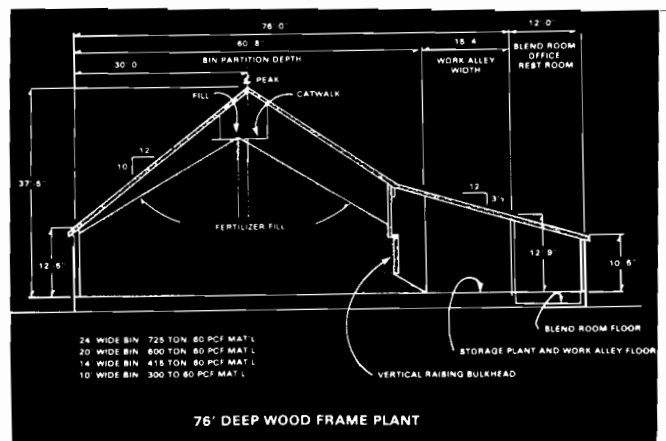 76'·0"
12'·0"
60'·8"
18'·4
BLEND ROOM
OFFICE
REST ROOM
BIN PARTITION DEPTH
WORK ALLEY
WIDTH
30'·0
PEAK
FILL
CATWALK
12
10
37'·5"
12
3½
FERTILIZER FILL
12'·5"
12'·9"
10'·6"
BLEND ROOM FLOOR
24' WIDE BIN 725 TON 60 PCF MAT'L
20' WIDE BIN 600 TON 60 PCF MAT'L
14' WIDE BIN 415 TON 60 PCF MAT'L
10' WIDE BIN 300 TO 60 PCF MAT'L
STORAGE PLANT AND WORK ALLEY FLOOR
VERTICAL RAISING BULKHEAD
76' DEEP WOOD FRAME PLANT